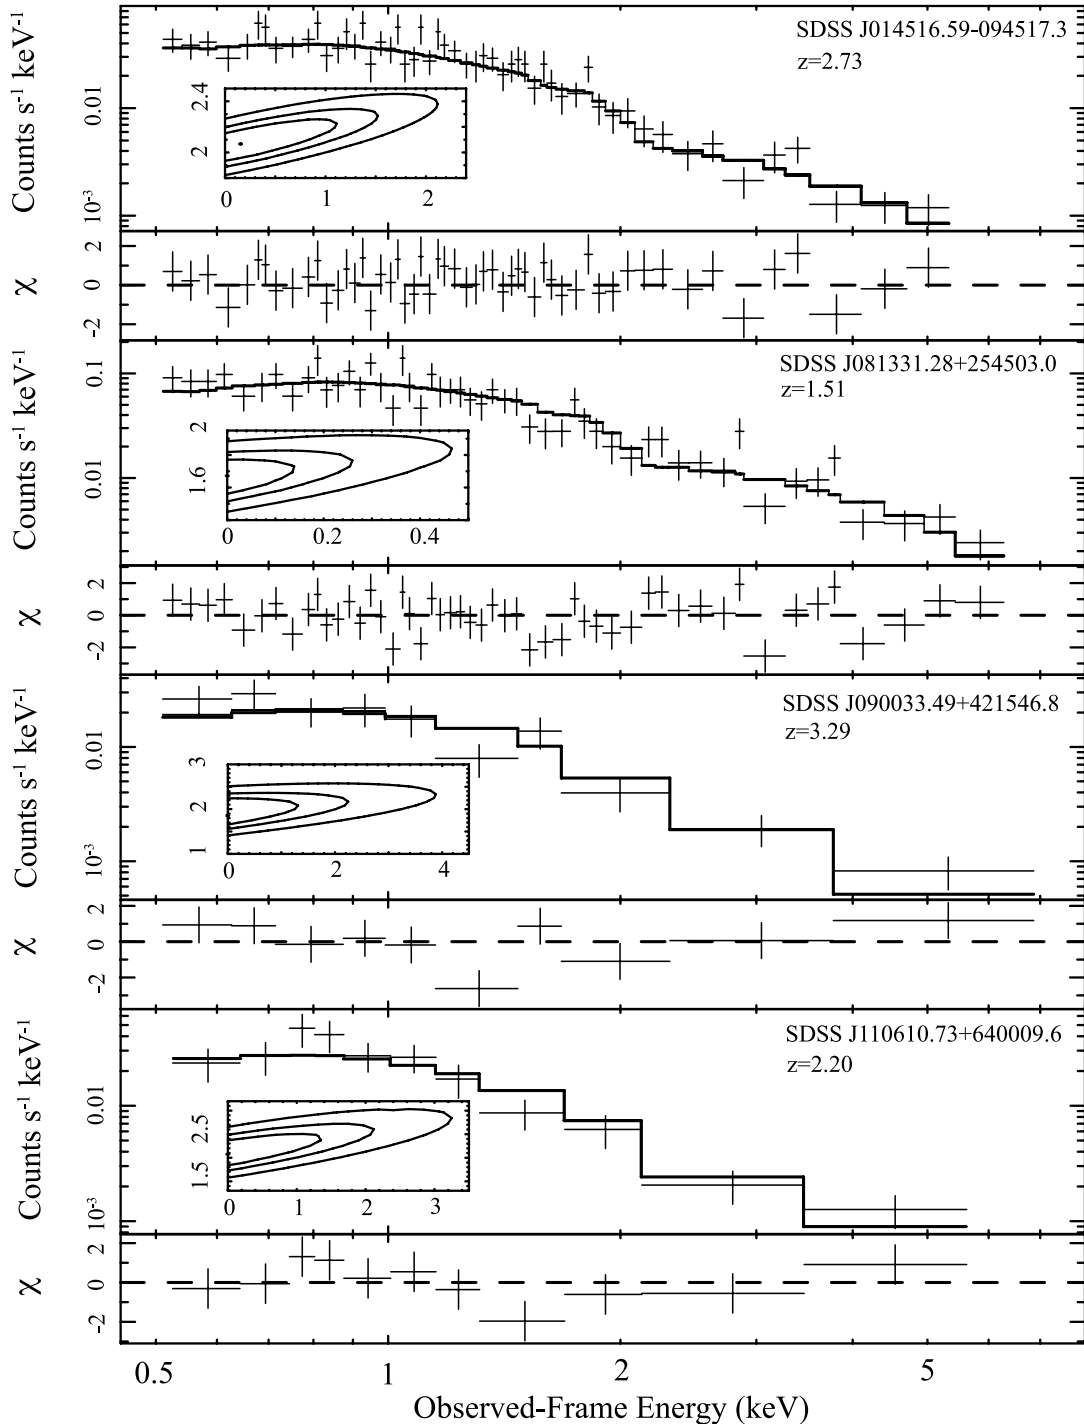 SDSS J014516.59-094517.3
z=2.73
Counts s⁻¹ keV⁻¹
0.01
10⁻³
2.4
2
0 1 2
χ
2
0
-2
SDSS J081331.28+254503.0
z=1.51
Counts s⁻¹ keV⁻¹
0.1
0.01
2
1.6
0 0.2 0.4
χ
2
0
-2
SDSS J090033.49+421546.8
z=3.29
Counts s⁻¹ keV⁻¹
0.01
10⁻³
3
2
1
0 2 4
χ
2
0
-2
SDSS J110610.73+640009.6
z=2.20
Counts s⁻¹ keV⁻¹
0.01
10⁻³
2.5
1.5
0 1 2 3
χ
2
0
-2
0.5 1 2 5
Observed-Frame Energy (keV)